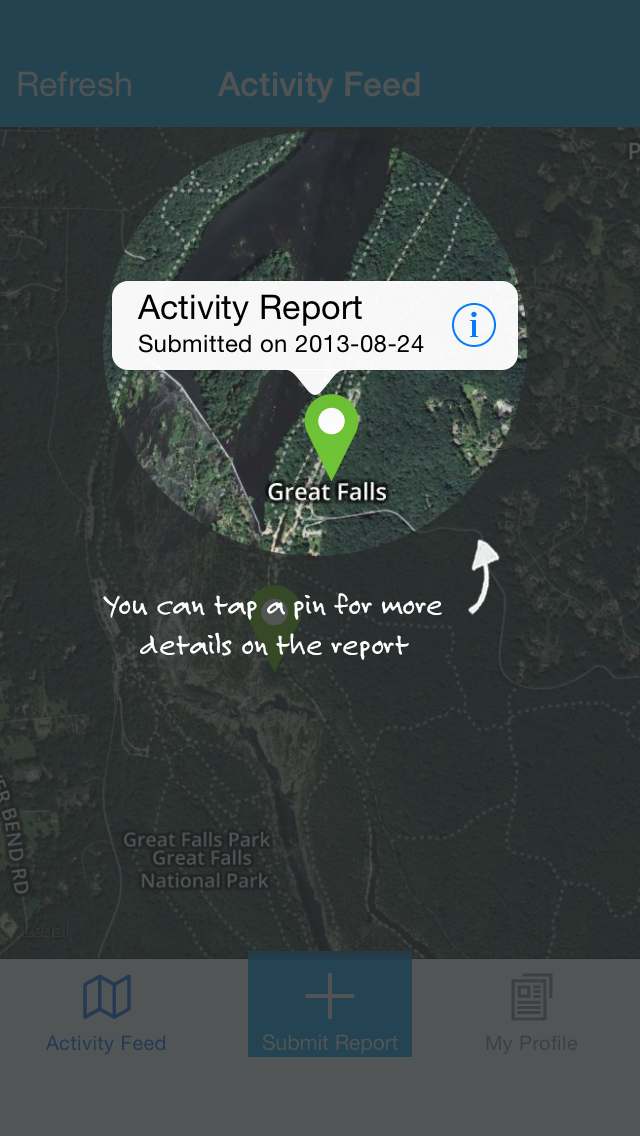 Refresh
Activity Feed
P
Activity Report
Submitted on 2013-08-24
i
Great Falls
You can tap a pin for more
details on the report
ER BEND RD
Great Falls Park
Great Falls
National Park
Legal
Activity Feed
Submit Report
My Profile